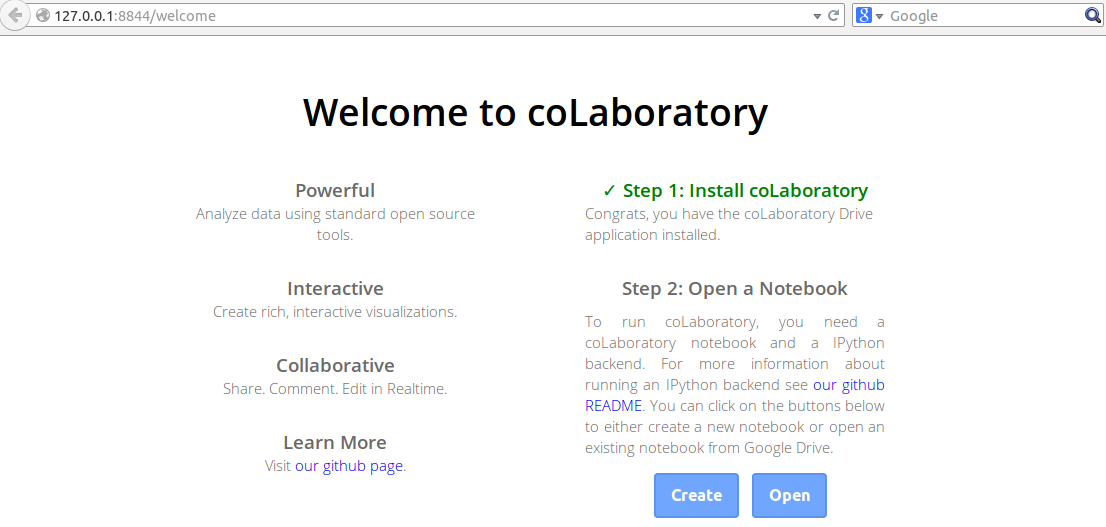 127.0.0.1:8844/welcome
Google
Welcome to coLaboratory
Powerful
Analyze data using standard open source
tools.
Interactive
Create rich, interactive visualizations.
Collaborative
Share. Comment. Edit in Realtime.
Learn More
Visit our github page.
✓ Step 1: Install coLaboratory
Congrats, you have the coLaboratory Drive
application installed.
Step 2: Open a Notebook
To run coLaboratory, you need a
coLaboratory notebook and a IPython
backend. For more information about
running an IPython backend see our github
README. You can click on the buttons below
to either create a new notebook or open an
existing notebook from Google Drive.
Create
Open